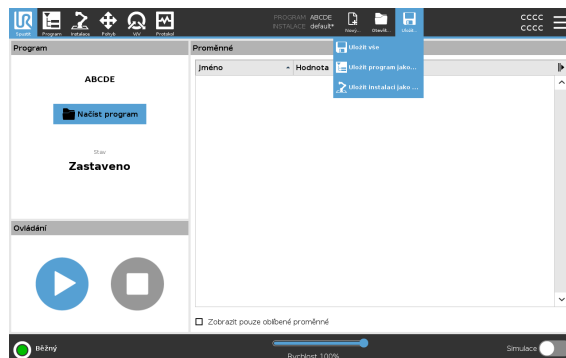 UR
Spustit Program Instalace Pohyb V/V Protokol
PROGRAM ABCDE
INSTALACE default*
Nový... Otevřít... Uložit...
CCCC
CCCC
Program
Proměnné
Uložit vše
Uložit program jako...
Uložit instalaci jako ...
Jméno Hodnota
ABCDE
Načíst program
Stav
Zastaveno
Ovládání
Zobrazit pouze oblíbené proměnné
Běžný
Rychlost 100%
Simulace